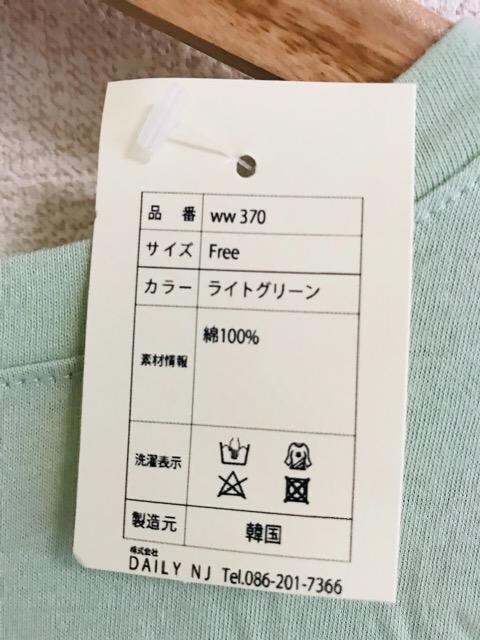 品番 ww 370
サイズ Free
カラー ライトグリーン
素材情報 綿100%
洗濯表示
製造元 韓国
株式会社
DAILY NJ Tel.086-201-7366